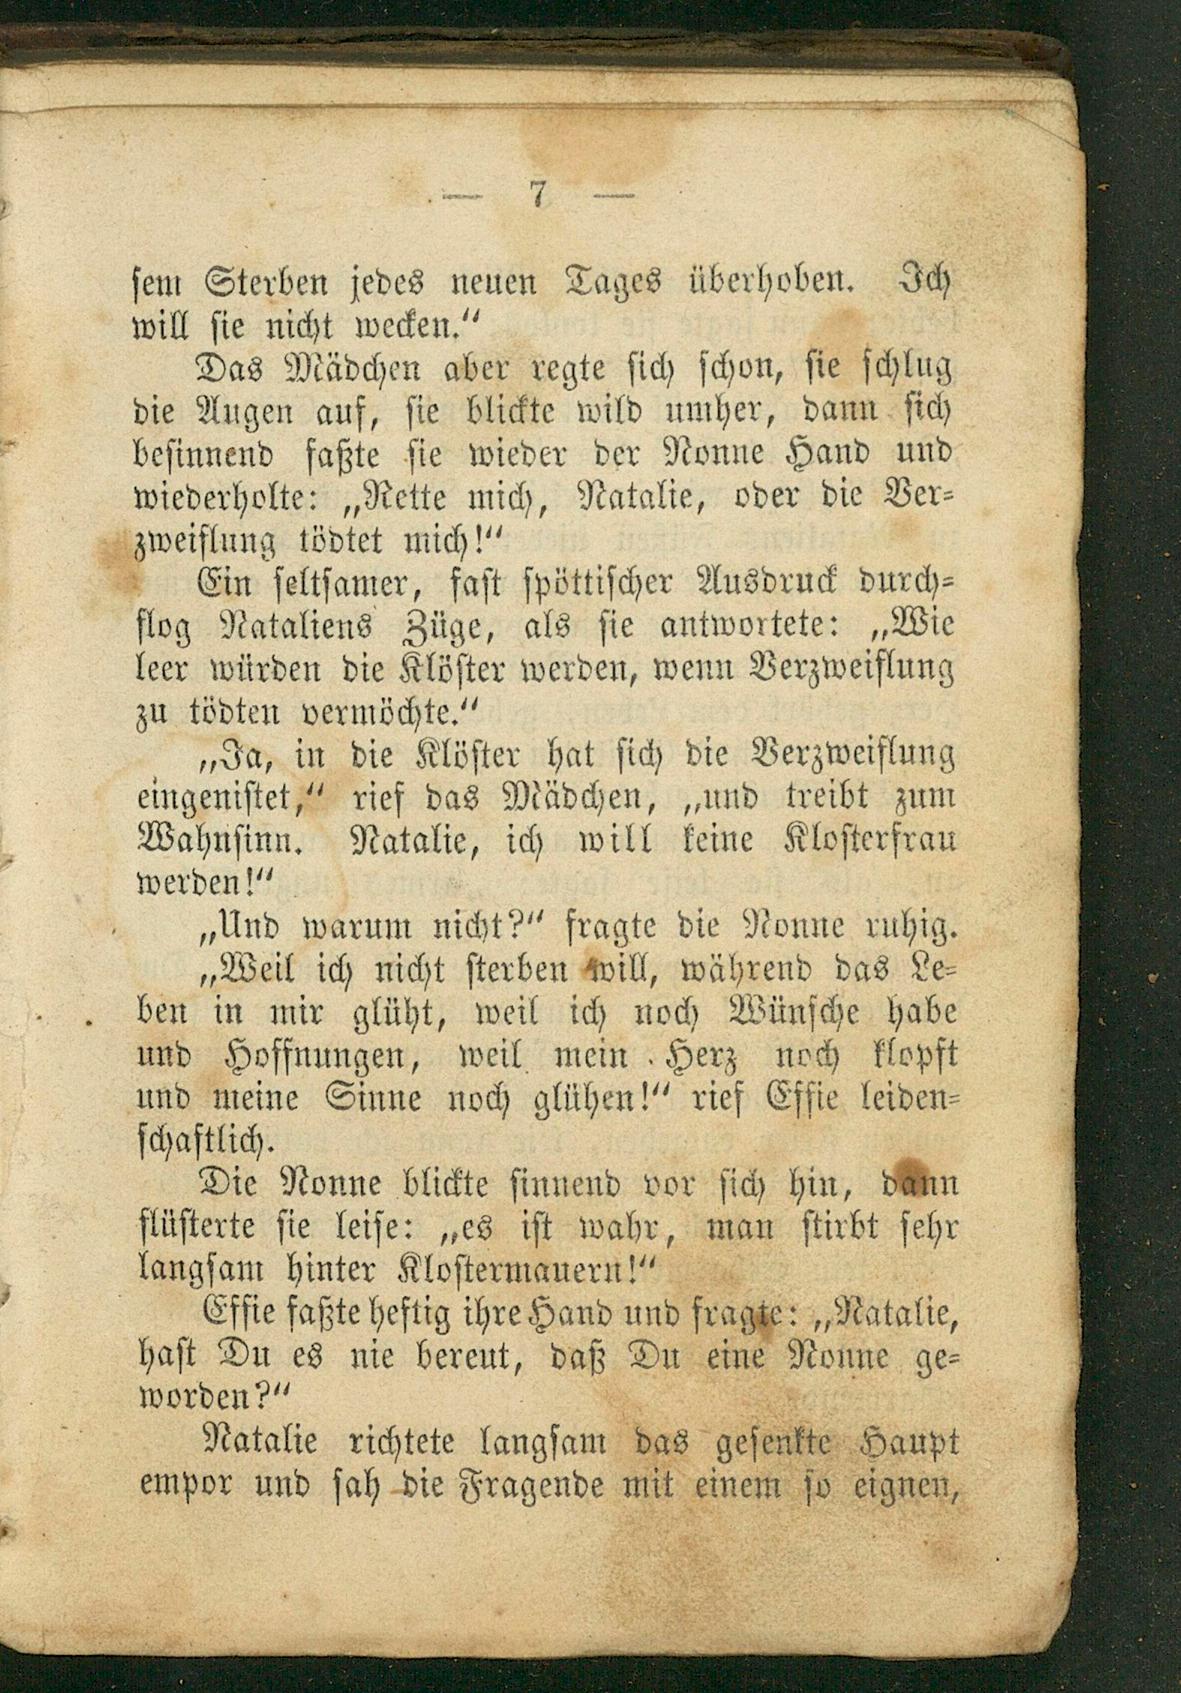 — 7 —
sem Sterben jedes neuen Tages überhoben. Ich
will sie nicht wecken.“
Das Mädchen aber regte sich schon, sie schlug
die Augen auf, sie blickte wild umher, dann sich
besinnend faßte sie wieder der Nonne Hand und
wiederholte: „Rette mich, Natalie, oder die Ver-
zweiflung tödtet mich!“
Ein seltsamer, fast spöttischer Ausdruck durch-
flog Nataliens Züge, als sie antwortete: „Wie
leer würden die Klöster werden, wenn Verzweiflung
zu tödten vermöchte.“
„Ja, in die Klöster hat sich die Verzweiflung
eingenistet,“ rief das Mädchen, „und treibt zum
Wahnsinn. Natalie, ich will keine Klosterfrau
werden!“
„Und warum nicht?“ fragte die Nonne ruhig.
„Weil ich nicht sterben will, während das Le-
ben in mir glüht, weil ich noch Wünsche habe
und Hoffnungen, weil mein Herz noch klopft
und meine Sinne noch glühen!“ rief Effie leiden-
schaftlich.
Die Nonne blickte sinnend vor sich hin, dann
flüsterte sie leise: „es ist wahr, man stirbt sehr
langsam hinter Klostermauern!“
Effie faßte heftig ihre Hand und fragte: „Natalie,
hast Du es nie bereut, daß Du eine Nonne ge-
worden?“
Natalie richtete langsam das gesenkte Haupt
empor und sah die Fragende mit einem so eignen,